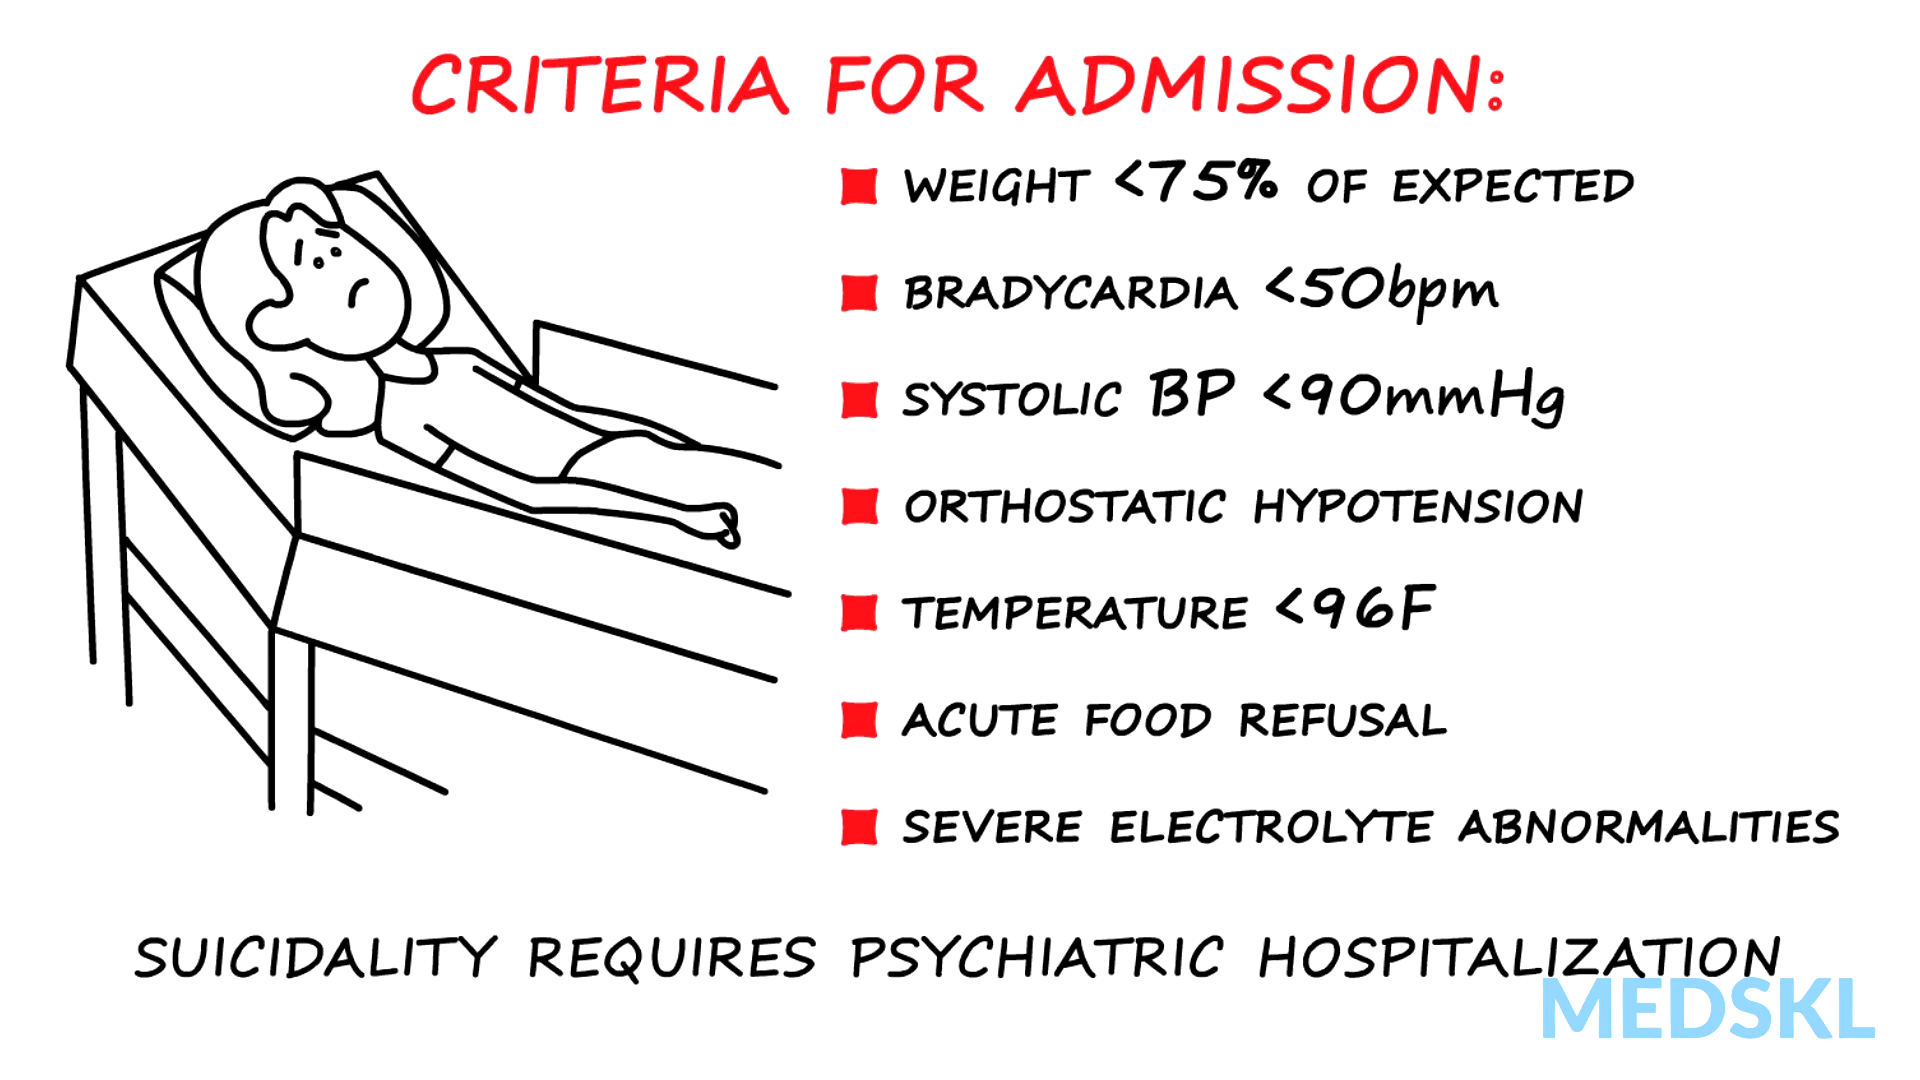 CRITERIA FOR ADMISSION:
WEIGHT <75% OF EXPECTED
BRADYCARDIA <50bpm
SYSTOLIC BP <90mmHg
ORTHOSTATIC HYPOTENSION
TEMPERATURE <96F
ACUTE FOOD REFUSAL
SEVERE ELECTROLYTE ABNORMALITIES
SUICIDALITY REQUIRES PSYCHIATRIC HOSPITALIZATION
MEDSKL